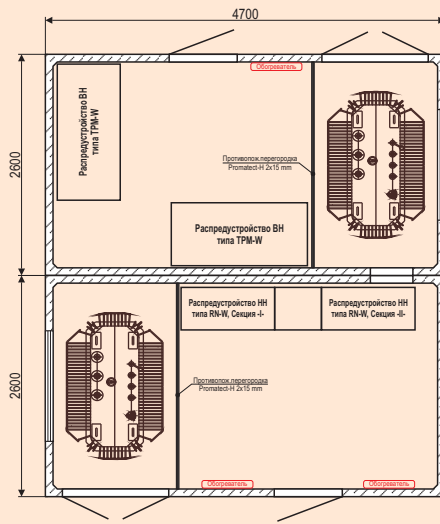 4700
Обогреватель
2600
Распредустройство ВН
типа TPM-W
Противопож.перегородка
Promatect-H 2x15 mm
Распредустройство ВН
типа TPM-W
2600
Распредустройство НН
типа RN-W, Секция -I-
Распредустройство НН
типа RN-W, Секция -II-
Противопож.перегородка
Promatect-H 2x15 mm
Обогреватель
Обогреватель